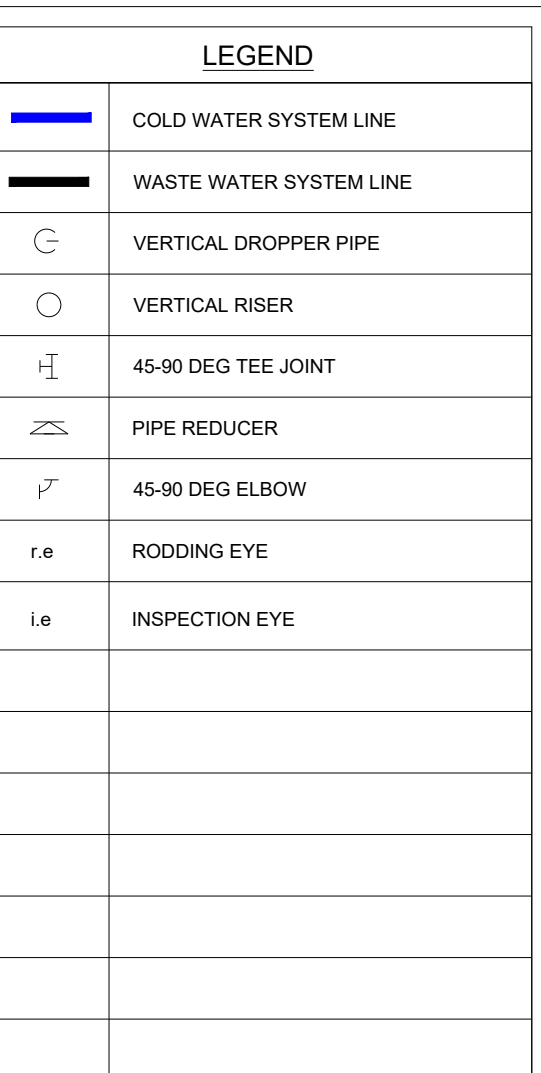 LEGEND
COLD WATER SYSTEM LINE
WASTE WATER SYSTEM LINE
VERTICAL DROPPER PIPE
VERTICAL RISER
45-90 DEG TEE JOINT
PIPE REDUCER
45-90 DEG ELBOW
r.e RODDING EYE
i.e INSPECTION EYE